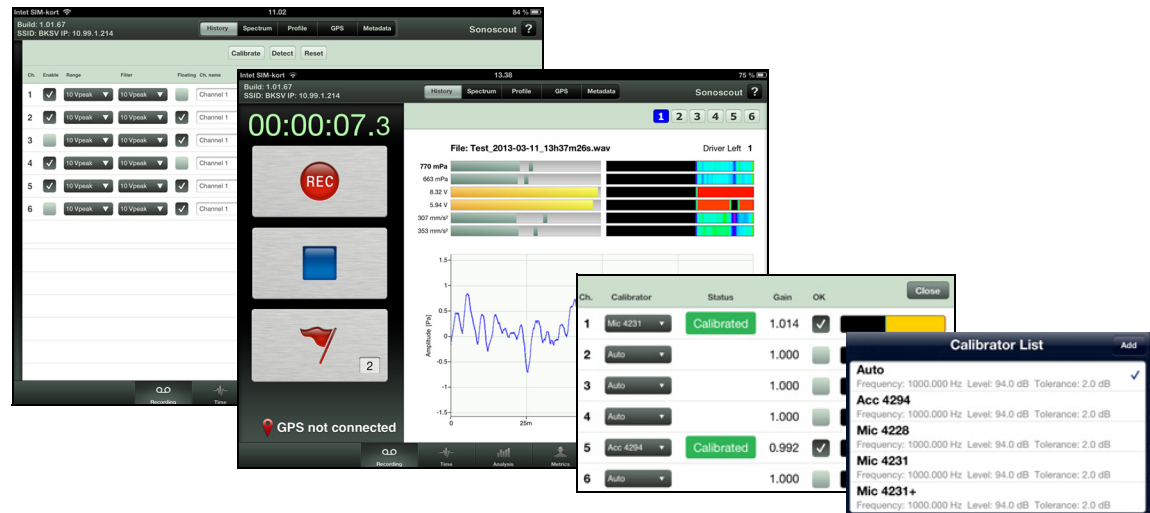 Intet SIM-kort 11.02 84 %
Build: 1.01.67
SSID: BKSV IP: 10.99.1.214
History Spectrum Profile GPS Metadata
Sonoscout ?
Calibrate Detect Reset
Ch. Enable Range Filter Floating Ch. name
1 10 Vpeak 10 Vpeak Channel 1
2 10 Vpeak 10 Vpeak Channel 1
3 10 Vpeak 10 Vpeak Channel 1
4 10 Vpeak 10 Vpeak Channel 1
5 10 Vpeak 10 Vpeak Channel 1
6 10 Vpeak 10 Vpeak Channel 1
Recording Time
Intet SIM-kort 13.38 75 %
Build: 1.01.67
SSID: BKSV IP: 10.99.1.214
History Spectrum Profile GPS Metadata
Sonoscout ?
00:00:07.3
1 2 3 4 5 6
File: Test_2013-03-11_13h37m26s.wav Driver Left 1
770 mPa
663 mPa
8.32 V
5.94 V
307 mm/s²
353 mm/s²
REC
2
GPS not connected
Amplitude [Pa]
1.5
1
0.5
0
-0.5
-1
-1.5
0 25m
Recording Time Analysis Metrics
Close
Ch. Calibrator Status Gain OK
1 Mic 4231 Calibrated 1.014
2 Auto 1.000
3 Auto 1.000
4 Auto 1.000
5 Acc 4294 Calibrated 0.992
6 Auto 1.000
Calibrator List Add
Auto
Frequency: 1000.000 Hz Level: 94.0 dB Tolerance: 2.0 dB
Acc 4294
Frequency: 1000.000 Hz Level: 94.0 dB Tolerance: 2.0 dB
Mic 4228
Frequency: 1000.000 Hz Level: 94.0 dB Tolerance: 2.0 dB
Mic 4231
Frequency: 1000.000 Hz Level: 94.0 dB Tolerance: 2.0 dB
Mic 4231+
Frequency: 1000.000 Hz Level: 94.0 dB Tolerance: 2.0 dB